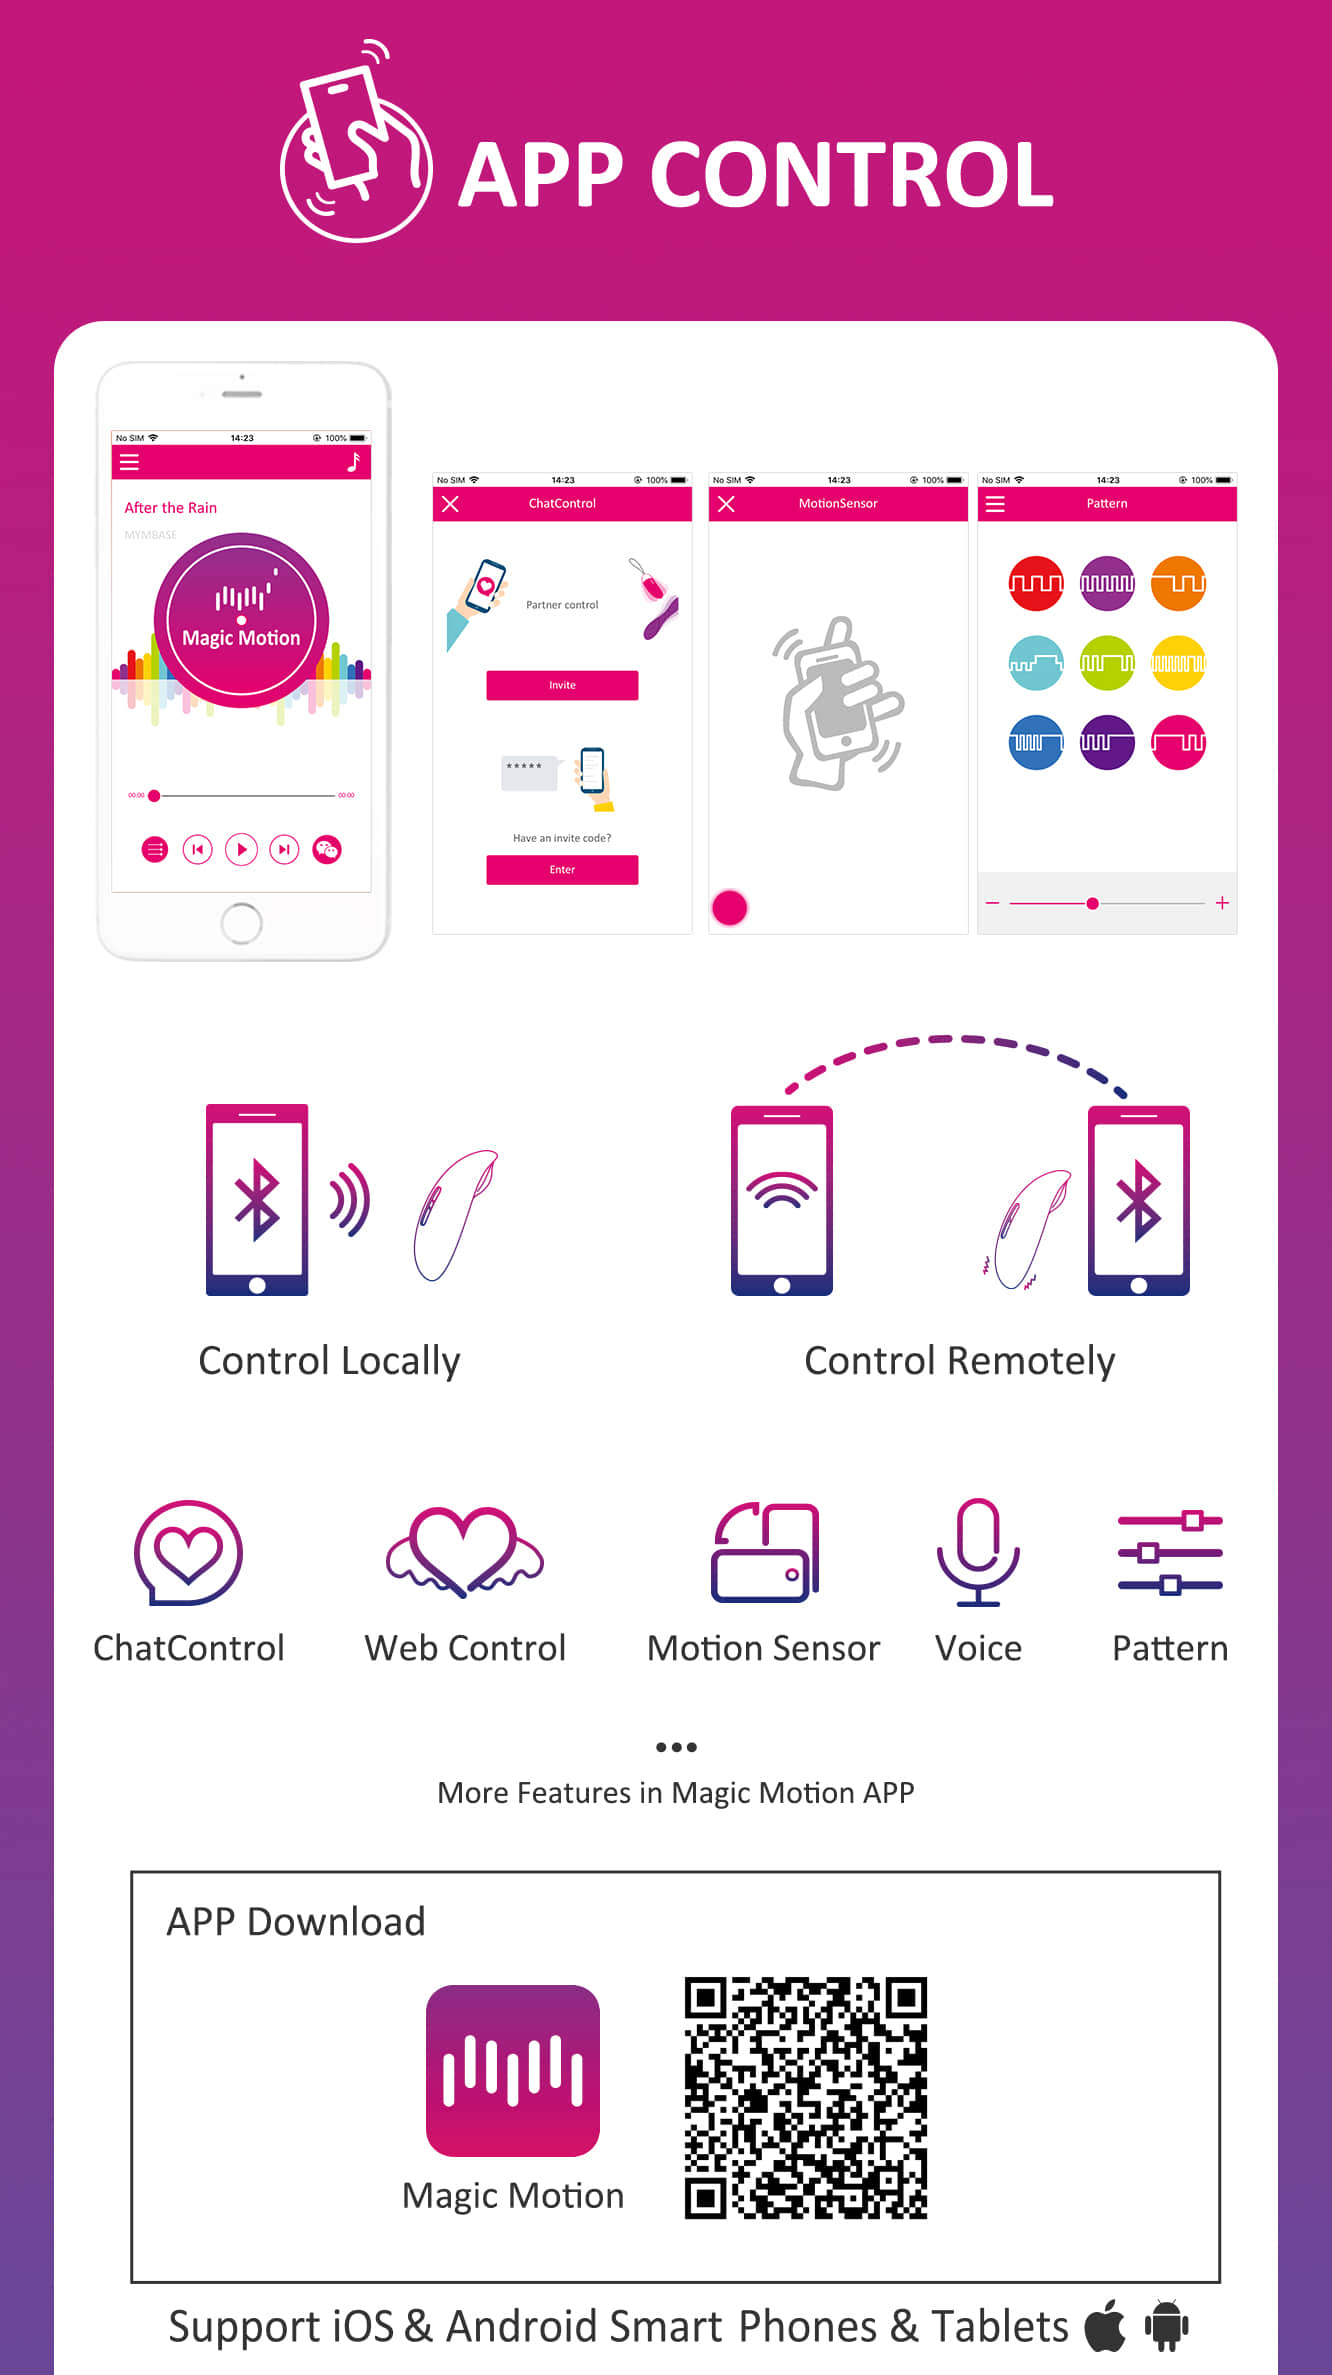 APP CONTROL
No SIM 14:23 100%
After the Rain
MYMBASE
Magic Motion
00:00 00:00
No SIM 14:23 100%
ChatControl
Partner control
Invite
*****
Have an invite code?
Enter
No SIM 14:23 100%
MotionSensor
No SIM 14:23 100%
Pattern
Control Locally
Control Remotely
ChatControl
Web Control
Motion Sensor
Voice
Pattern
•••
More Features in Magic Motion APP
APP Download
Magic Motion
Support iOS & Android Smart Phones & Tablets